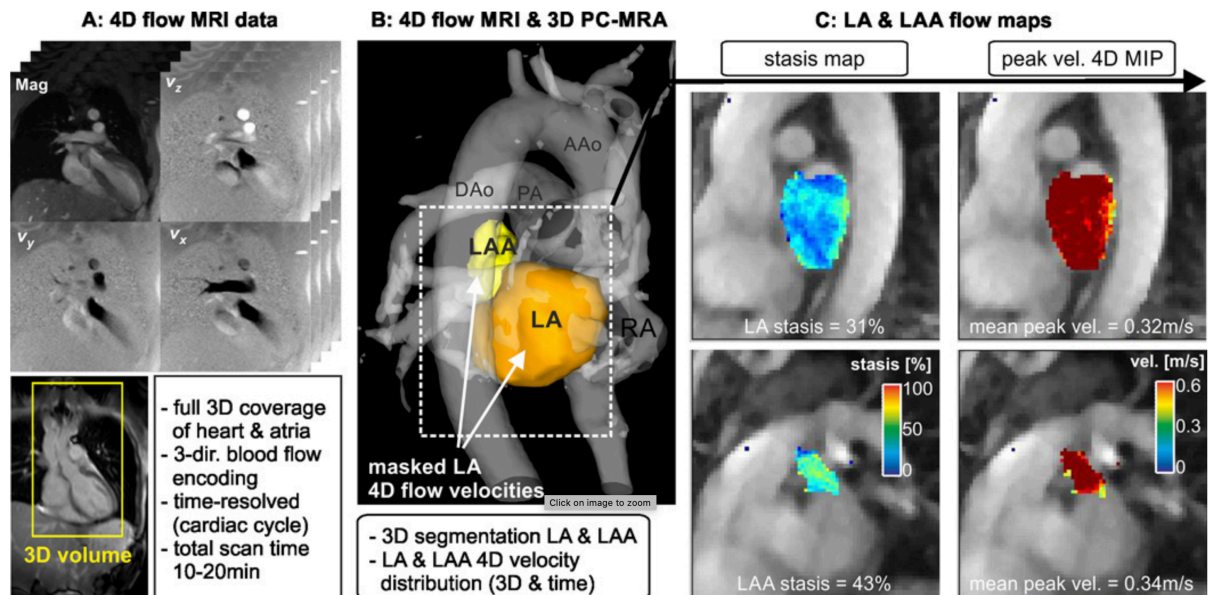 A: 4D flow MRI data
Mag
vz
vy
vx
3D volume
- full 3D coverage
of heart & atria
- 3-dir. blood flow
encoding
- time-resolved
(cardiac cycle)
- total scan time
10-20min
B: 4D flow MRI & 3D PC-MRA
AAo
DAo
PA
LAA
LA
RA
masked LA
4D flow velocities
Click on image to zoom
- 3D segmentation LA & LAA
- LA & LAA 4D velocity
distribution (3D & time)
C: LA & LAA flow maps
stasis map
peak vel. 4D MIP
LA stasis = 31%
mean peak vel. = 0.32m/s
stasis [%]
100
50
0
LAA stasis = 43%
vel. [m/s]
0.6
0.3
0
mean peak vel. = 0.34m/s